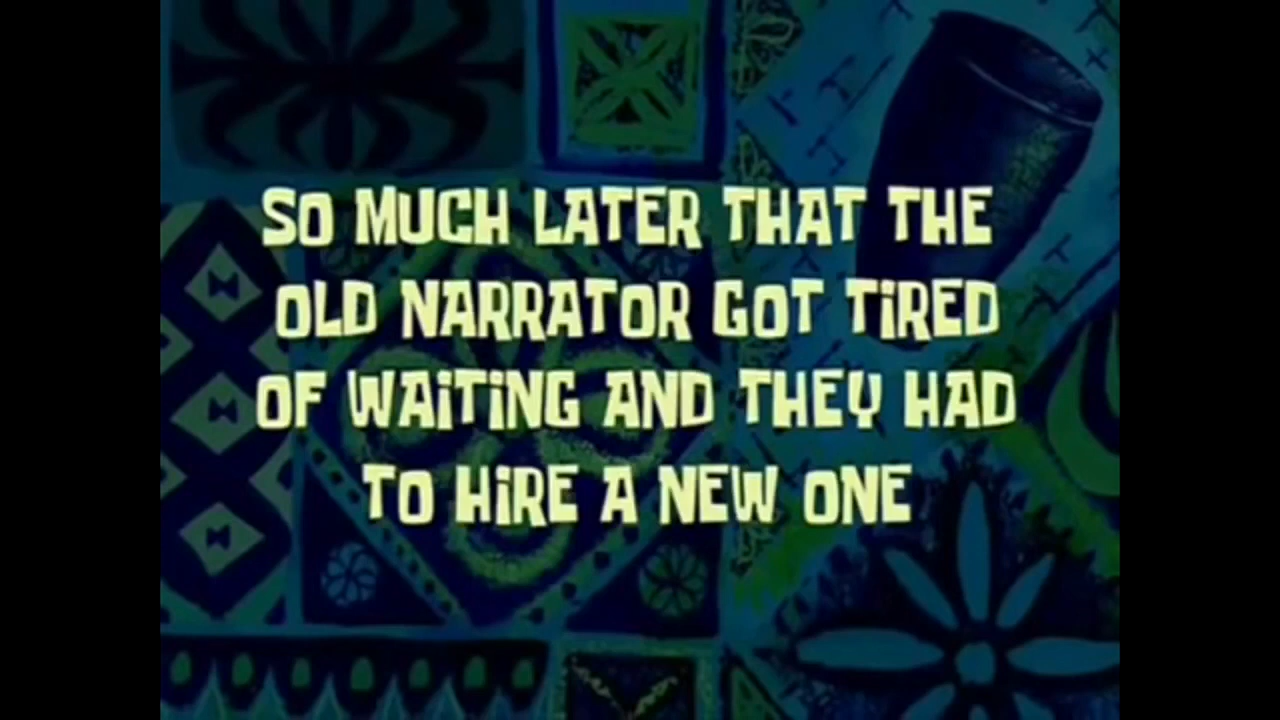 SO MUCH LATER THAT THE
OLD NARRATOR GOT TiRED
OF WAiTiNG AND THEY HAD
TO HiRE A NEW ONE